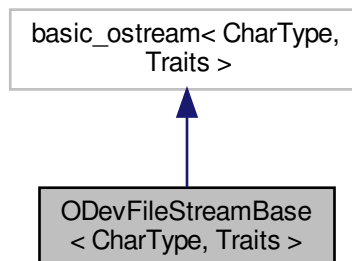 basic_ostream< CharType,
Traits >
ODevFileStreamBase
< CharType, Traits >